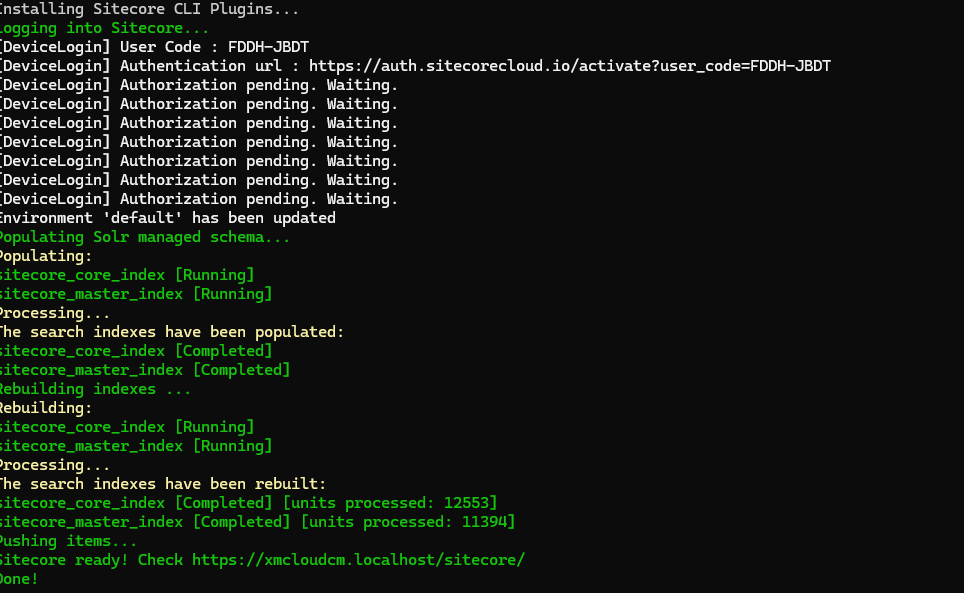 Installing Sitecore CLI Plugins...
Logging into Sitecore...
[DeviceLogin] User Code : FDDH-JBDT
[DeviceLogin] Authentication url : https://auth.sitecorecloud.io/activate?user_code=FDDH-JBDT
[DeviceLogin] Authorization pending. Waiting.
[DeviceLogin] Authorization pending. Waiting.
[DeviceLogin] Authorization pending. Waiting.
[DeviceLogin] Authorization pending. Waiting.
[DeviceLogin] Authorization pending. Waiting.
[DeviceLogin] Authorization pending. Waiting.
[DeviceLogin] Authorization pending. Waiting.
Environment 'default' has been updated
Populating Solr managed schema...
Populating:
sitecore_core_index [Running]
sitecore_master_index [Running]
Processing...
The search indexes have been populated:
sitecore_core_index [Completed]
sitecore_master_index [Completed]
Rebuilding indexes ...
Rebuilding:
sitecore_core_index [Running]
sitecore_master_index [Running]
Processing...
The search indexes have been rebuilt:
sitecore_core_index [Completed] [units processed: 12553]
sitecore_master_index [Completed] [units processed: 11394]
Pushing items...
Sitecore ready! Check https://xmcloudcm.localhost/sitecore/
Done!